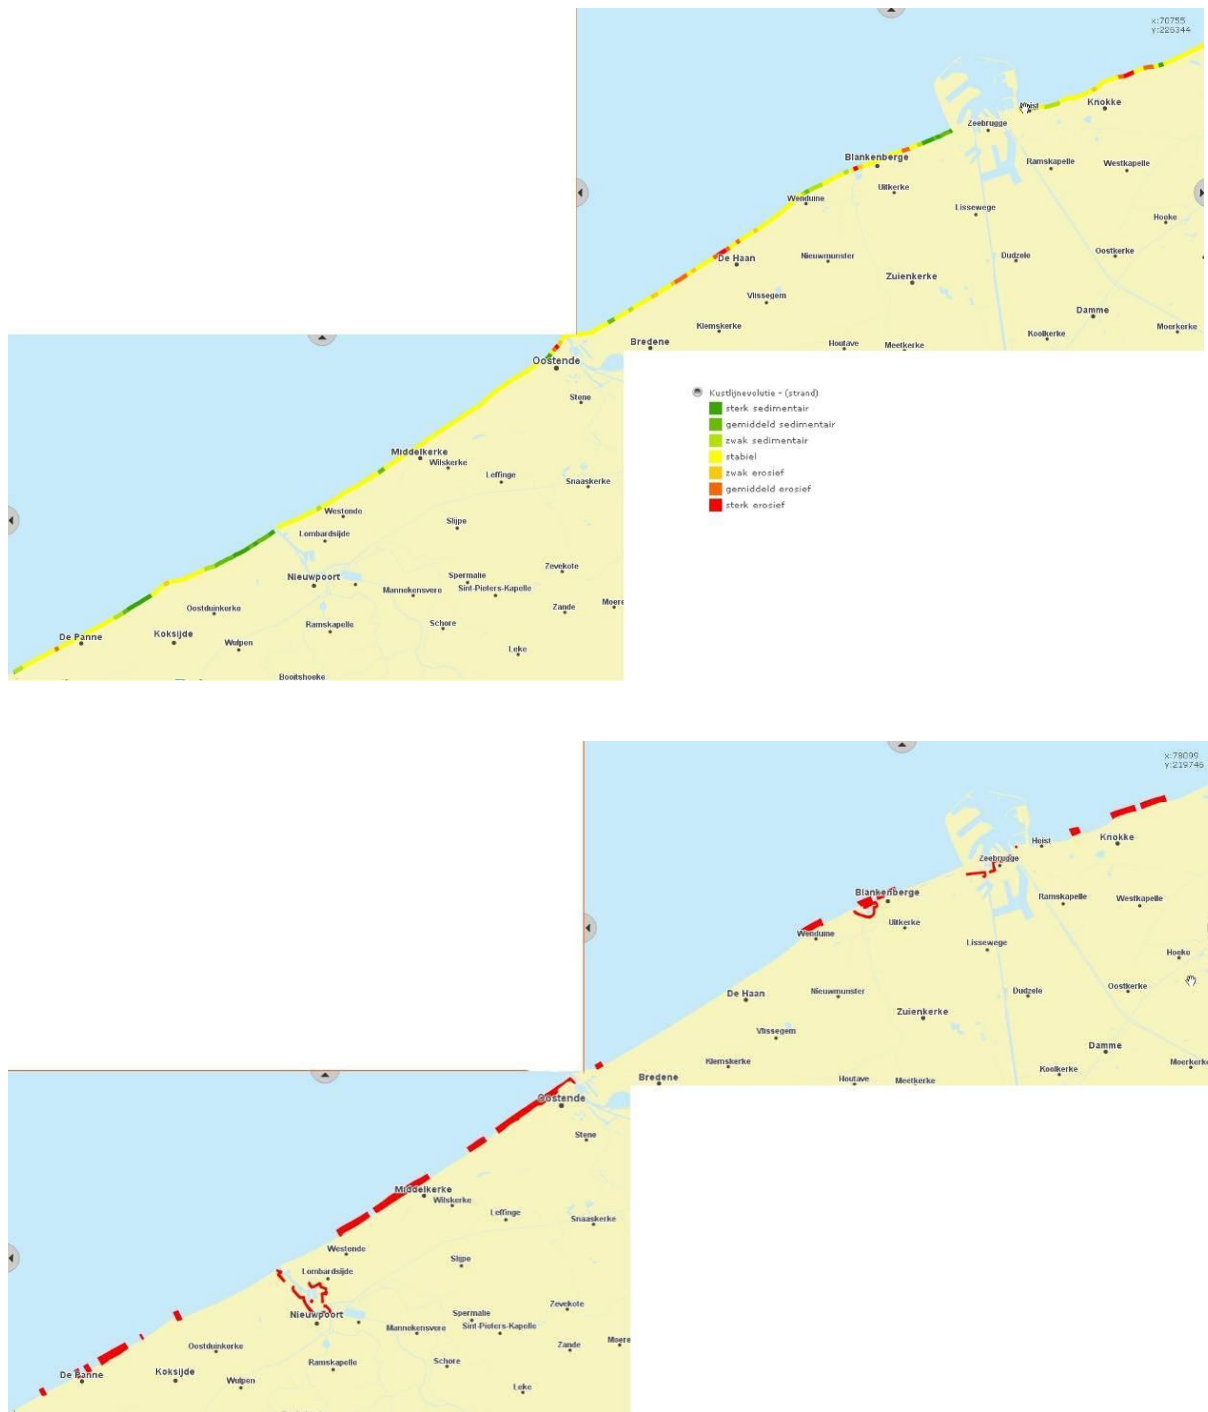 x:70755
y:226344
Heist
Knokke
Zeebrugge
Blankenberge
Ramskapelle
Westkapelle
Uitkerke
Wenduine
Lissewege
Hoeke
De Haan
Nieuwmunster
Dudzele
Oostkerke
Zuienkerke
Vlissegem
Damme
Klemskerke
Koolkerke
Moerkerke
Bredene
Houtave
Meetkerke
Oostende
Stene
Kustlijnevolutie - (strand)
sterk sedimentair
gemiddeld sedimentair
zwak sedimentair
stabiel
zwak erosief
gemiddeld erosief
sterk erosief
Middelkerke
Wilskerke
Leffinge
Snaaskerke
Westende
Slijpe
Lombardsijde
Zevekote
Nieuwpoort
Spermalie
Mannekensvere
Sint-Pieters-Kapelle
Oostduinkerke
Zande
Moere
Ramskapelle
Schore
De Panne
Koksijde
Wulpen
Leke
Booitshoeke
x:78099
y:219746
Heist
Knokke
Zeebrugge
Blankenberge
Ramskapelle
Westkapelle
Uitkerke
Wenduine
Lissewege
Hoeke
De Haan
Nieuwmunster
Dudzele
Oostkerke
Zuienkerke
Vlissegem
Damme
Klemskerke
Koolkerke
Moerkerke
Bredene
Houtave
Meetkerke
Oostende
Stene
Middelkerke
Wilskerke
Leffinge
Snaaskerke
Westende
Slijpe
Lombardsijde
Zevekote
Nieuwpoort
Spermalie
Mannekensvere
Sint-Pieters-Kapelle
Oostduinkerke
Zande
Moere
Ramskapelle
Schore
De Panne
Koksijde
Wulpen
Leke